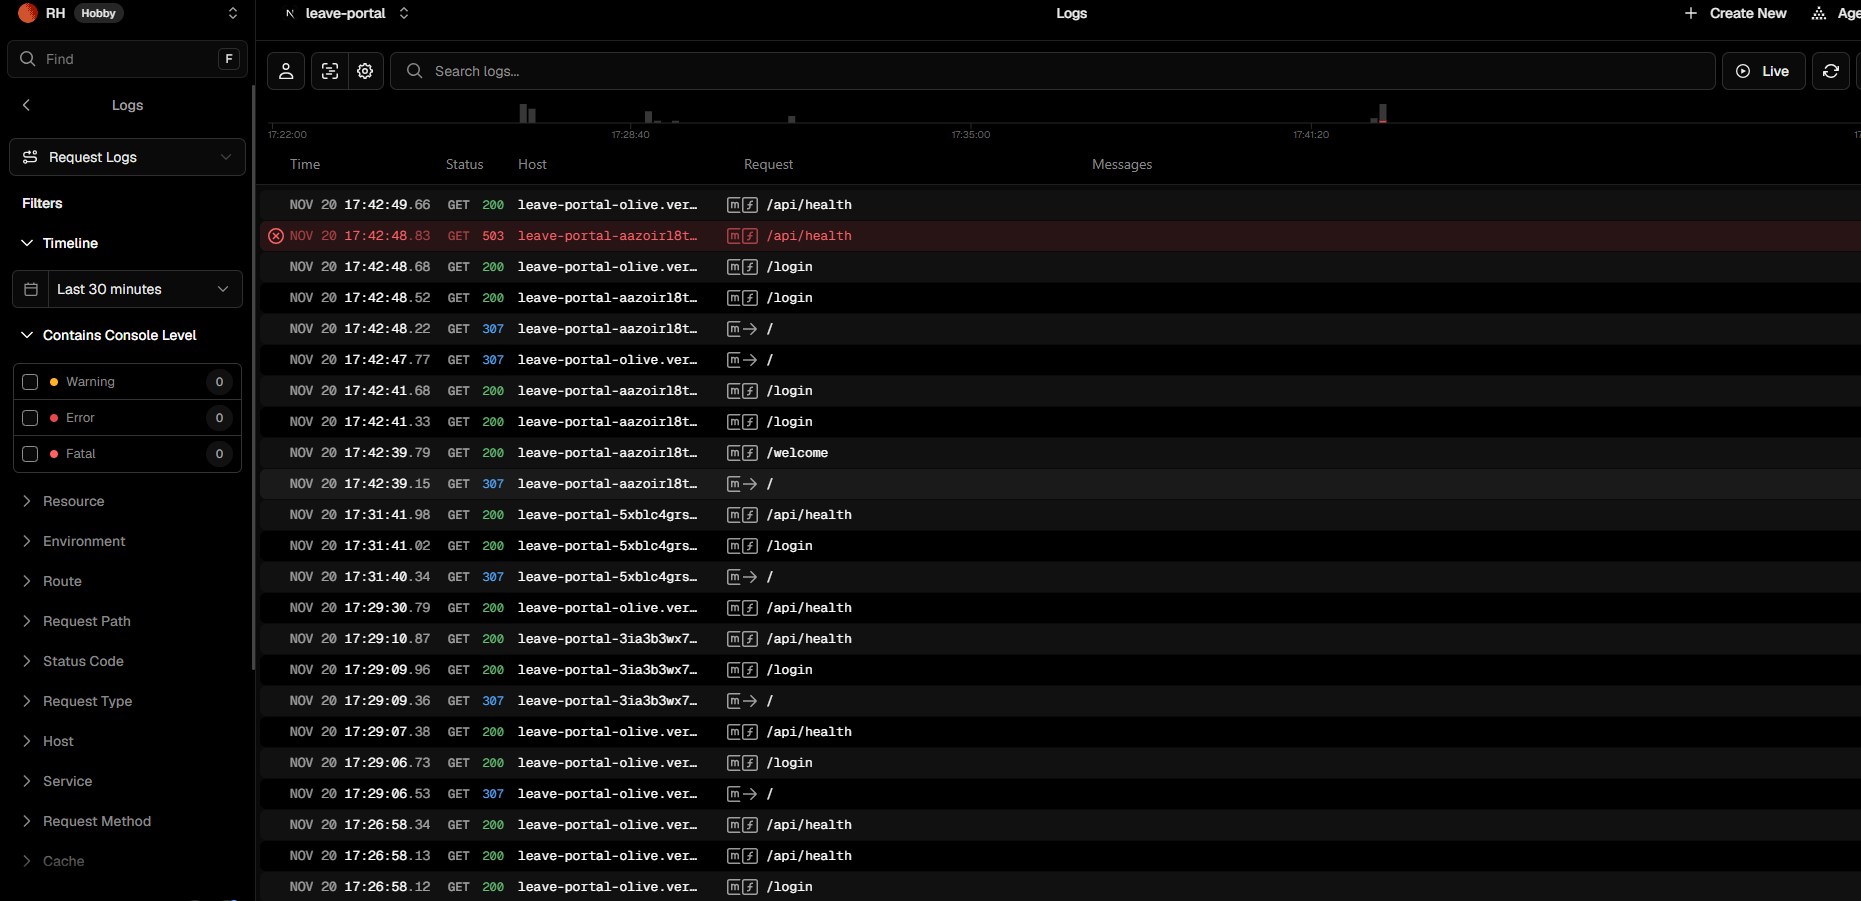 RH Hobby
leave-portal
Logs
Create New
Find F
Search logs...
Live
Logs
17:22:00 17:28:40 17:35:00 17:41:20
Request Logs
Time Status Host Request Messages
Filters
Timeline
Last 30 minutes
Contains Console Level
Warning 0
Error 0
Fatal 0
Resource
Environment
Route
Request Path
Status Code
Request Type
Host
Service
Request Method
Cache
NOV 20 17:42:49.66 GET 200 leave-portal-olive.ver… /api/health
NOV 20 17:42:48.83 GET 503 leave-portal-aazoirl8t… /api/health
NOV 20 17:42:48.68 GET 200 leave-portal-olive.ver… /login
NOV 20 17:42:48.52 GET 200 leave-portal-aazoirl8t… /login
NOV 20 17:42:48.22 GET 307 leave-portal-aazoirl8t… /
NOV 20 17:42:47.77 GET 307 leave-portal-olive.ver… /
NOV 20 17:42:41.68 GET 200 leave-portal-aazoirl8t… /login
NOV 20 17:42:41.33 GET 200 leave-portal-aazoirl8t… /login
NOV 20 17:42:39.79 GET 200 leave-portal-aazoirl8t… /welcome
NOV 20 17:42:39.15 GET 307 leave-portal-aazoirl8t… /
NOV 20 17:31:41.98 GET 200 leave-portal-5xblc4grs… /api/health
NOV 20 17:31:41.02 GET 200 leave-portal-5xblc4grs… /login
NOV 20 17:31:40.34 GET 307 leave-portal-5xblc4grs… /
NOV 20 17:29:30.79 GET 200 leave-portal-olive.ver… /api/health
NOV 20 17:29:10.87 GET 200 leave-portal-3ia3b3wx7… /api/health
NOV 20 17:29:09.96 GET 200 leave-portal-3ia3b3wx7… /login
NOV 20 17:29:09.36 GET 307 leave-portal-3ia3b3wx7… /
NOV 20 17:29:07.38 GET 200 leave-portal-olive.ver… /api/health
NOV 20 17:29:06.73 GET 200 leave-portal-olive.ver… /login
NOV 20 17:29:06.53 GET 307 leave-portal-olive.ver… /
NOV 20 17:26:58.34 GET 200 leave-portal-olive.ver… /api/health
NOV 20 17:26:58.13 GET 200 leave-portal-olive.ver… /api/health
NOV 20 17:26:58.12 GET 200 leave-portal-olive.ver… /login